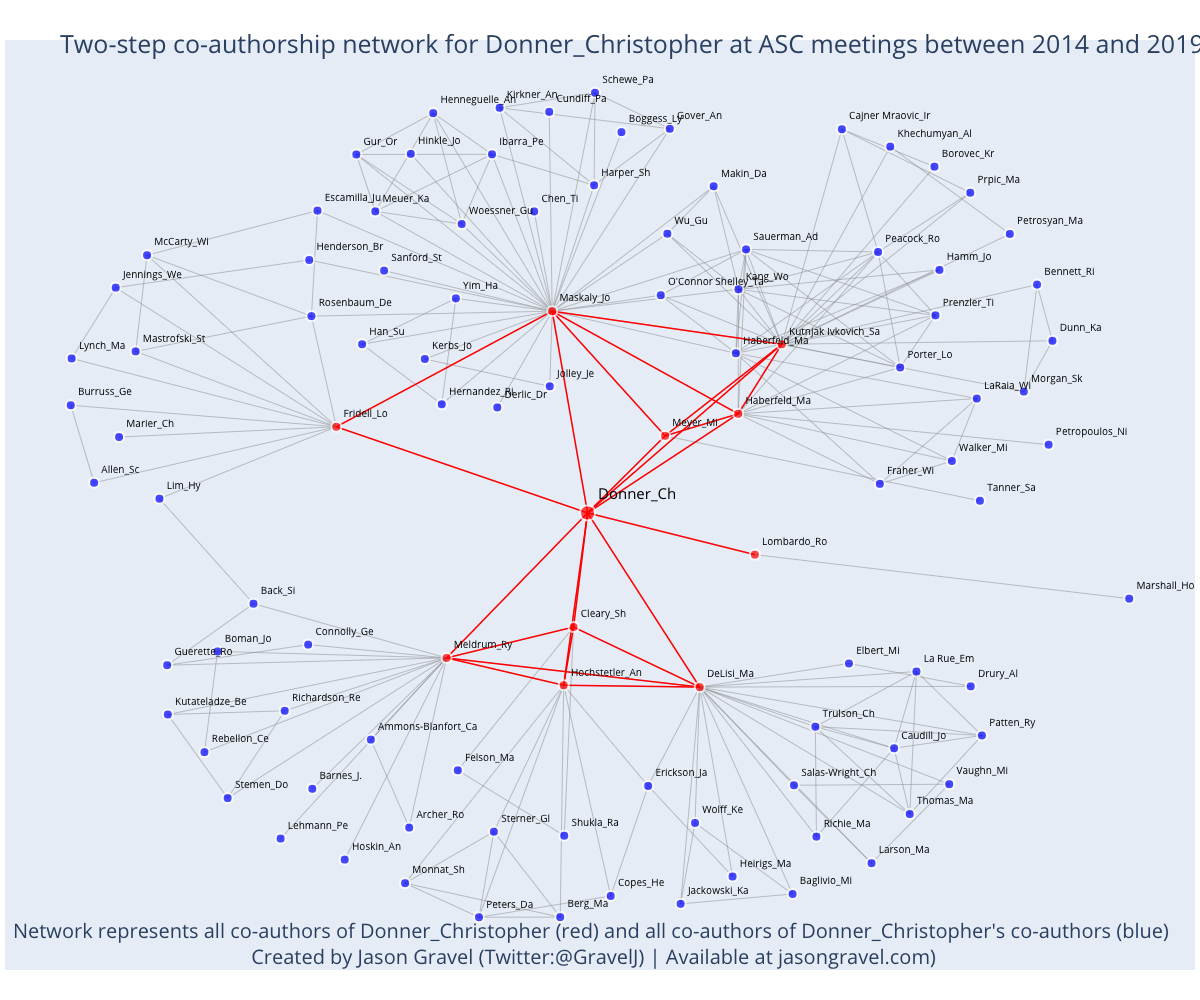 Two-step co-authorship network for Donner_Christopher at ASC meetings between 2014 and 2019
Schewe_Pa
Kirkner_An
Henneguelle_An
Cundiff_Pa
Cajner Mraovic_Ir
Gover_An
Boggess_Ly
Khechumyan_Al
Gur_Or
Hinkle_Jo
Ibarra_Pe
Borovec_Kr
Harper_Sh
Makin_Da
Prpic_Ma
Escamilla_Ju
Meuer_Ka
Chen_Ti
Woessner_Gu
Wu_Gu
Petrosyan_Ma
McCarty_Wi
Henderson_Br
Sauerman_Ad
Peacock_Ro
Sanford_St
Hamm_Jo
Jennings_We
Bennett_Ri
Yim_Ha
O'Connor Shelley_Ta
Kang_Wo
Maskaly_Jo
Rosenbaum_De
Prenzler_Ti
Han_Su
Kutnjak Ivkovich_Sa
Dunn_Ka
Mastrofski_St
Haberfeld_Ma
Lynch_Ma
Kerbs_Jo
Porter_Lo
Jolley_Je
Morgan_Sk
LaRaia_Wi
Burruss_Ge
Hernandez_Ri
Derlic_Dr
Haberfeld_Ma
Fridell_Lo
Marier_Ch
Meyer_Mi
Petropoulos_Ni
Walker_Mi
Allen_Sc
Fraher_Wi
Lim_Hy
Tanner_Sa
Donner_Ch
Lombardo_Ro
Marshall_Ho
Back_Si
Cleary_Sh
Connolly_Ge
Boman_Jo
Guerette_Ro
Meldrum_Ry
Elbert_Mi
La Rue_Em
Hochstetler_An
DeLisi_Ma
Drury_Al
Kutateladze_Be
Richardson_Re
Trulson_Ch
Patten_Ry
Ammons-Blanfort_Ca
Caudill_Jo
Rebellon_Ce
Felson_Ma
Erickson_Ja
Salas-Wright_Ch
Vaughn_Mi
Stemen_Do
Barnes_J.
Wolff_Ke
Thomas_Ma
Archer_Ro
Sterner_Gl
Shukla_Ra
Richie_Ma
Lehmann_Pe
Hoskin_An
Larson_Ma
Monnat_Sh
Heirigs_Ma
Copes_He
Baglivio_Mi
Jackowski_Ka
Peters_Da
Berg_Ma
Network represents all co-authors of Donner_Christopher (red) and all co-authors of Donner_Christopher's co-authors (blue)
Created by Jason Gravel (Twitter:@GravelJ) | Available at jasongravel.com)